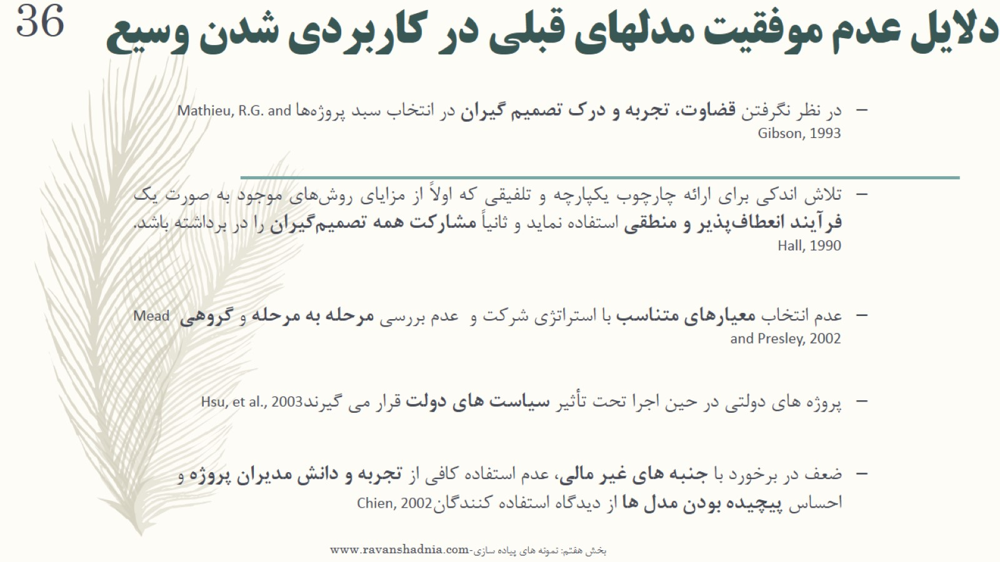 36
دلایل عدم موفقیت مدلهای قبلی در کاربردی شدن وسیع
– در نظر نگرفتن قضاوت، تجربه و درک تصمیم گیران در انتخاب سبد پروژه‌ها Mathieu, R.G. and
Gibson, 1993
– تلاش اندکی برای ارائه چارچوب یکپارچه و تلفیقی که اولاً از مزایای روش‌های موجود به صورت یک
فرآیند انعطاف‌پذیر و منطقی استفاده نماید و ثانیاً مشارکت همه تصمیم‌گیران را در برداشته باشد.
Hall, 1990
– عدم انتخاب معیارهای متناسب با استراتژی شرکت و عدم بررسی مرحله به مرحله و گروهی Mead
and Presley, 2002
– پروژه های دولتی در حین اجرا تحت تأثیر سیاست های دولت قرار می گیرندHsu, et al., 2003
– ضعف در برخورد با جنبه های غیر مالی، عدم استفاده کافی از تجربه و دانش مدیران پروژه و
احساس پیچیده بودن مدل ها از دیدگاه استفاده کنندگانChien, 2002
بخش هفتم: نمونه های پیاده سازی-www.ravanshadnia.com